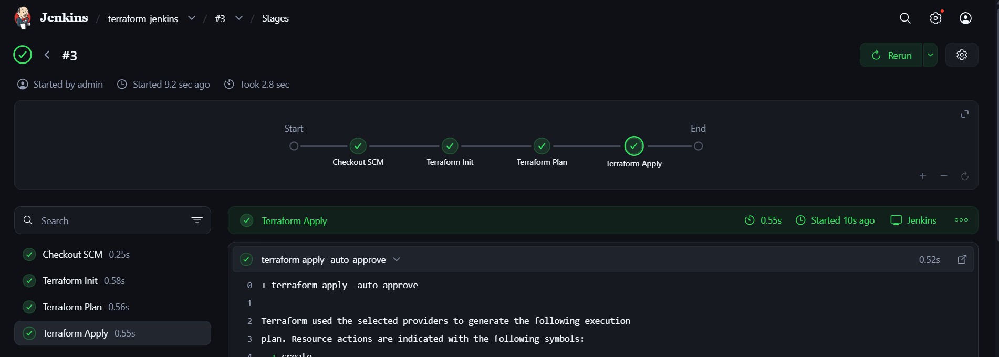 Jenkins / terraform-jenkins / #3 / Stages
#3
Rerun
Started by admin Started 9.2 sec ago Took 2.8 sec
Start
End
Checkout SCM
Terraform Init
Terraform Plan
Terraform Apply
Search
Checkout SCM 0.25s
Terraform Init 0.58s
Terraform Plan 0.56s
Terraform Apply 0.55s
Terraform Apply 0.55s Started 10s ago Jenkins
terraform apply -auto-approve 0.52s
0 + terraform apply -auto-approve
1
2 Terraform used the selected providers to generate the following execution
3 plan. Resource actions are indicated with the following symbols:
4 + create